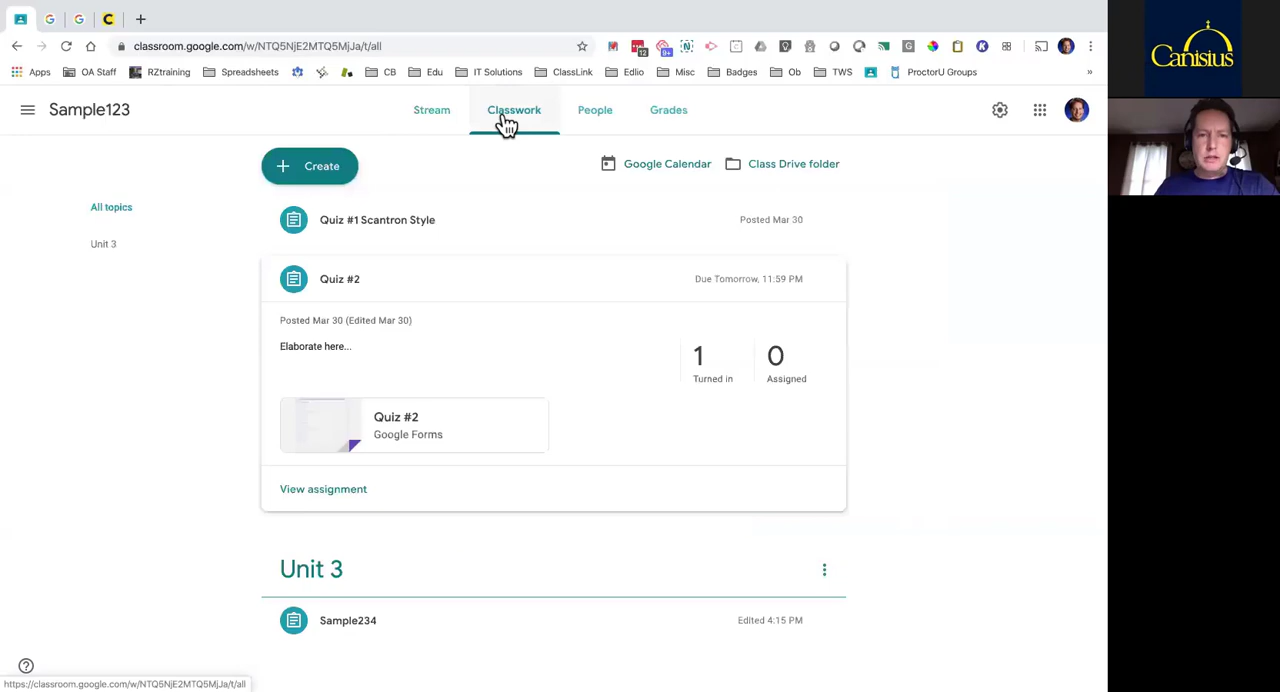 classroom.google.com/w/NTQ5NjE2MTQ5MjJa/t/all
12
9+
Apps
OA Staff
RZtraining
Spreadsheets
CB
Edu
IT Solutions
ClassLink
Edlio
Misc
Badges
Ob
TWS
ProctorU Groups
»
Canisius
Sample123
Stream
Classwork
People
Grades
Create
Google Calendar
Class Drive folder
All topics
Unit 3
Quiz #1 Scantron Style
Posted Mar 30
Quiz #2
Due Tomorrow, 11:59 PM
Posted Mar 30 (Edited Mar 30)
Elaborate here...
1
Turned in
0
Assigned
Quiz #2
Google Forms
View assignment
Unit 3
Sample234
Edited 4:15 PM
https://classroom.google.com/w/NTQ5NjE2MTQ5MjJa/t/all